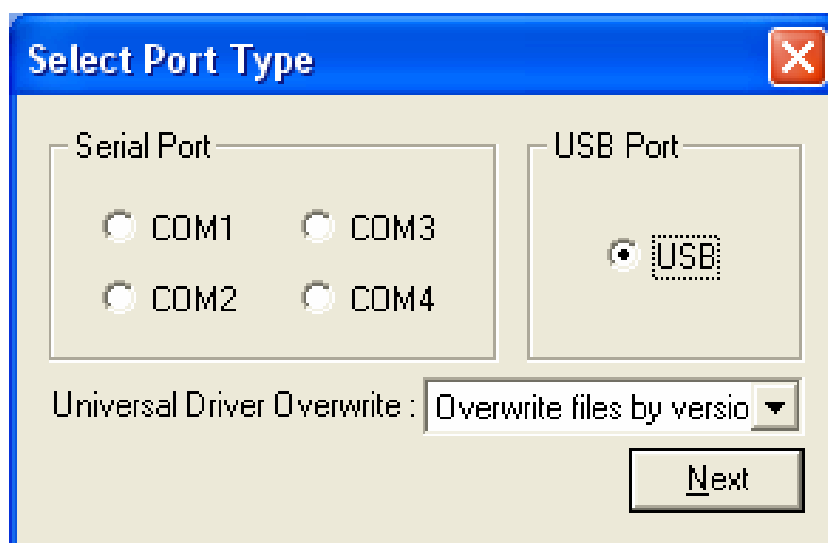 Select Port Type
Serial Port
USB Port
COM1
COM3
USB
COM2
COM4
Universal Driver Overwrite : Overwrite files by versio
Next